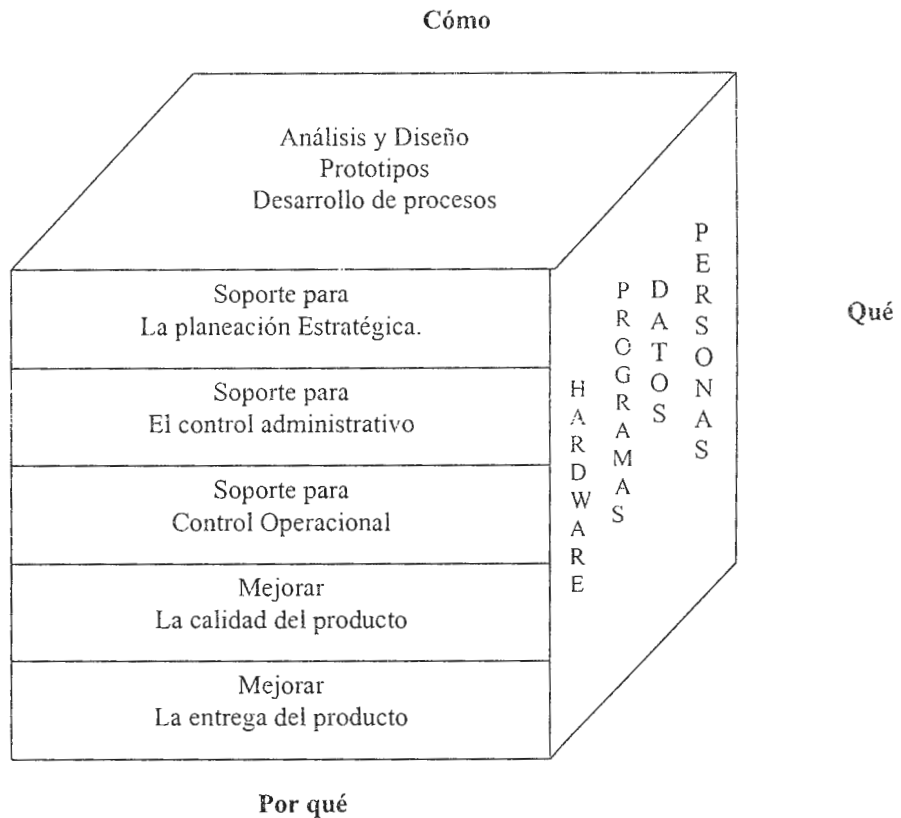 Cómo
Análisis y Diseño
Prototipos
Desarrollo de procesos
Soporte para
La planeación Estratégica.
Soporte para
El control administrativo
Soporte para
Control Operacional
Mejorar
La calidad del producto
Mejorar
La entrega del producto
HARDWARE
PROGRAMAS
DATOS
PERSONAS
Qué
Por qué